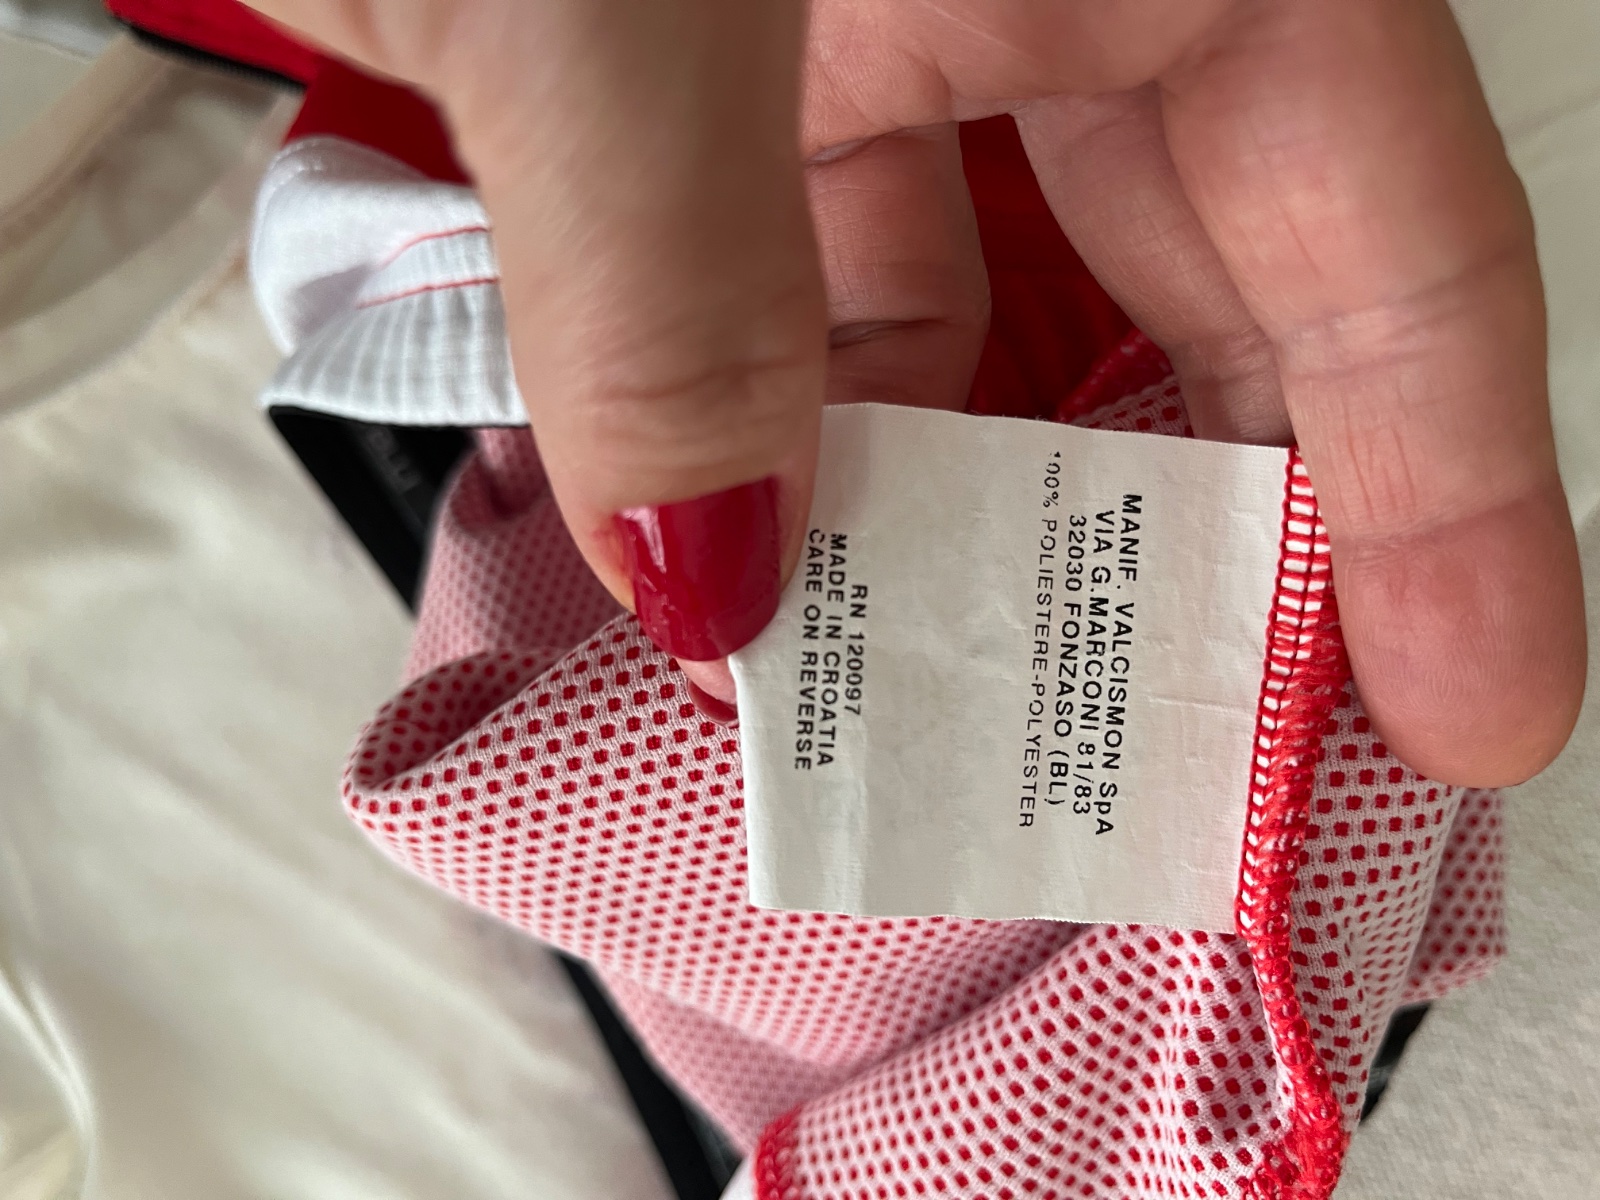 MANIF. VALCISMON SpA
VIA G.MARCONI 81/83
32030 FONZASO (BL)
100% POLIESTERE-POLYESTER
RN 120097
MADE IN CROATIA
CARE ON REVERSE